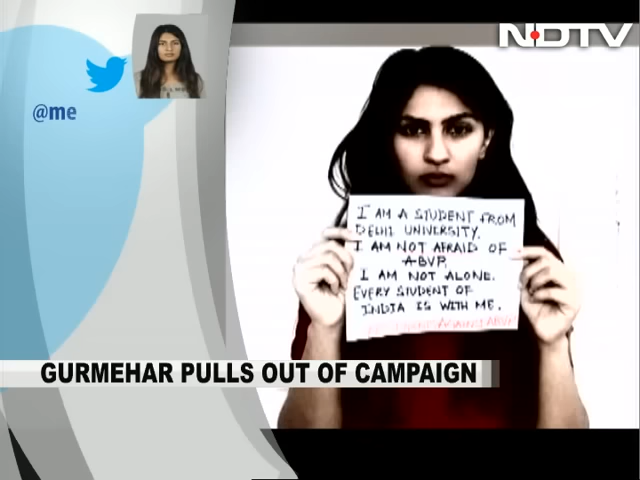 NDTV
@me
I AM A STUDENT FROM
DELHI UNIVERSITY.
I AM NOT AFRAID OF
ABVP.
I AM NOT ALONE.
EVERY STUDENT OF
INDIA IS WITH ME.
GURMEHAR PULLS OUT OF CAMPAIGN